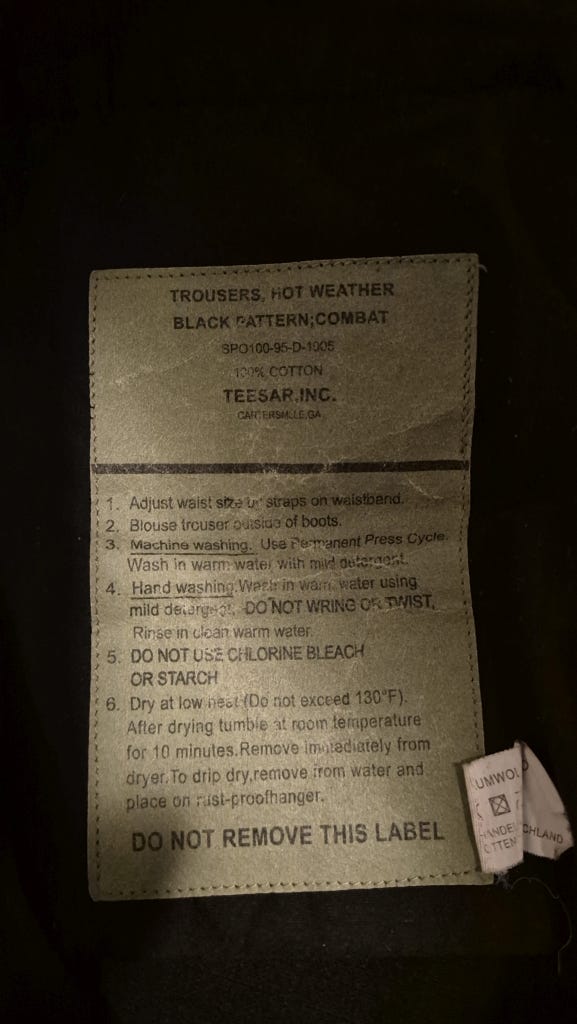 TROUSERS, HOT WEATHER
BLACK PATTERN;COMBAT
SPO100-95-D-1005
100% COTTON
TEESAR,INC.
CARTERSVILLE,GA
1. Adjust waist size by straps on waistband.
2. Blouse trouser outside of boots.
3. Machine washing. Use Permanent Press Cycle.
Wash in warm water with mild detergent.
4. Hand washing.Wash in warm water using
mild detergent. DO NOT WRING OR TWIST,
Rinse in clean warm water.
5. DO NOT USE CHLORINE BLEACH
OR STARCH
6. Dry at low heat (Do not exceed 130°F).
After drying tumble at room temperature
for 10 minutes.Remove immediately from
dryer,To drip dry,remove from water and
place on rust-proofhanger.
DO NOT REMOVE THIS LABEL
UMWOL
HANDE
OTTEN
CHLAND